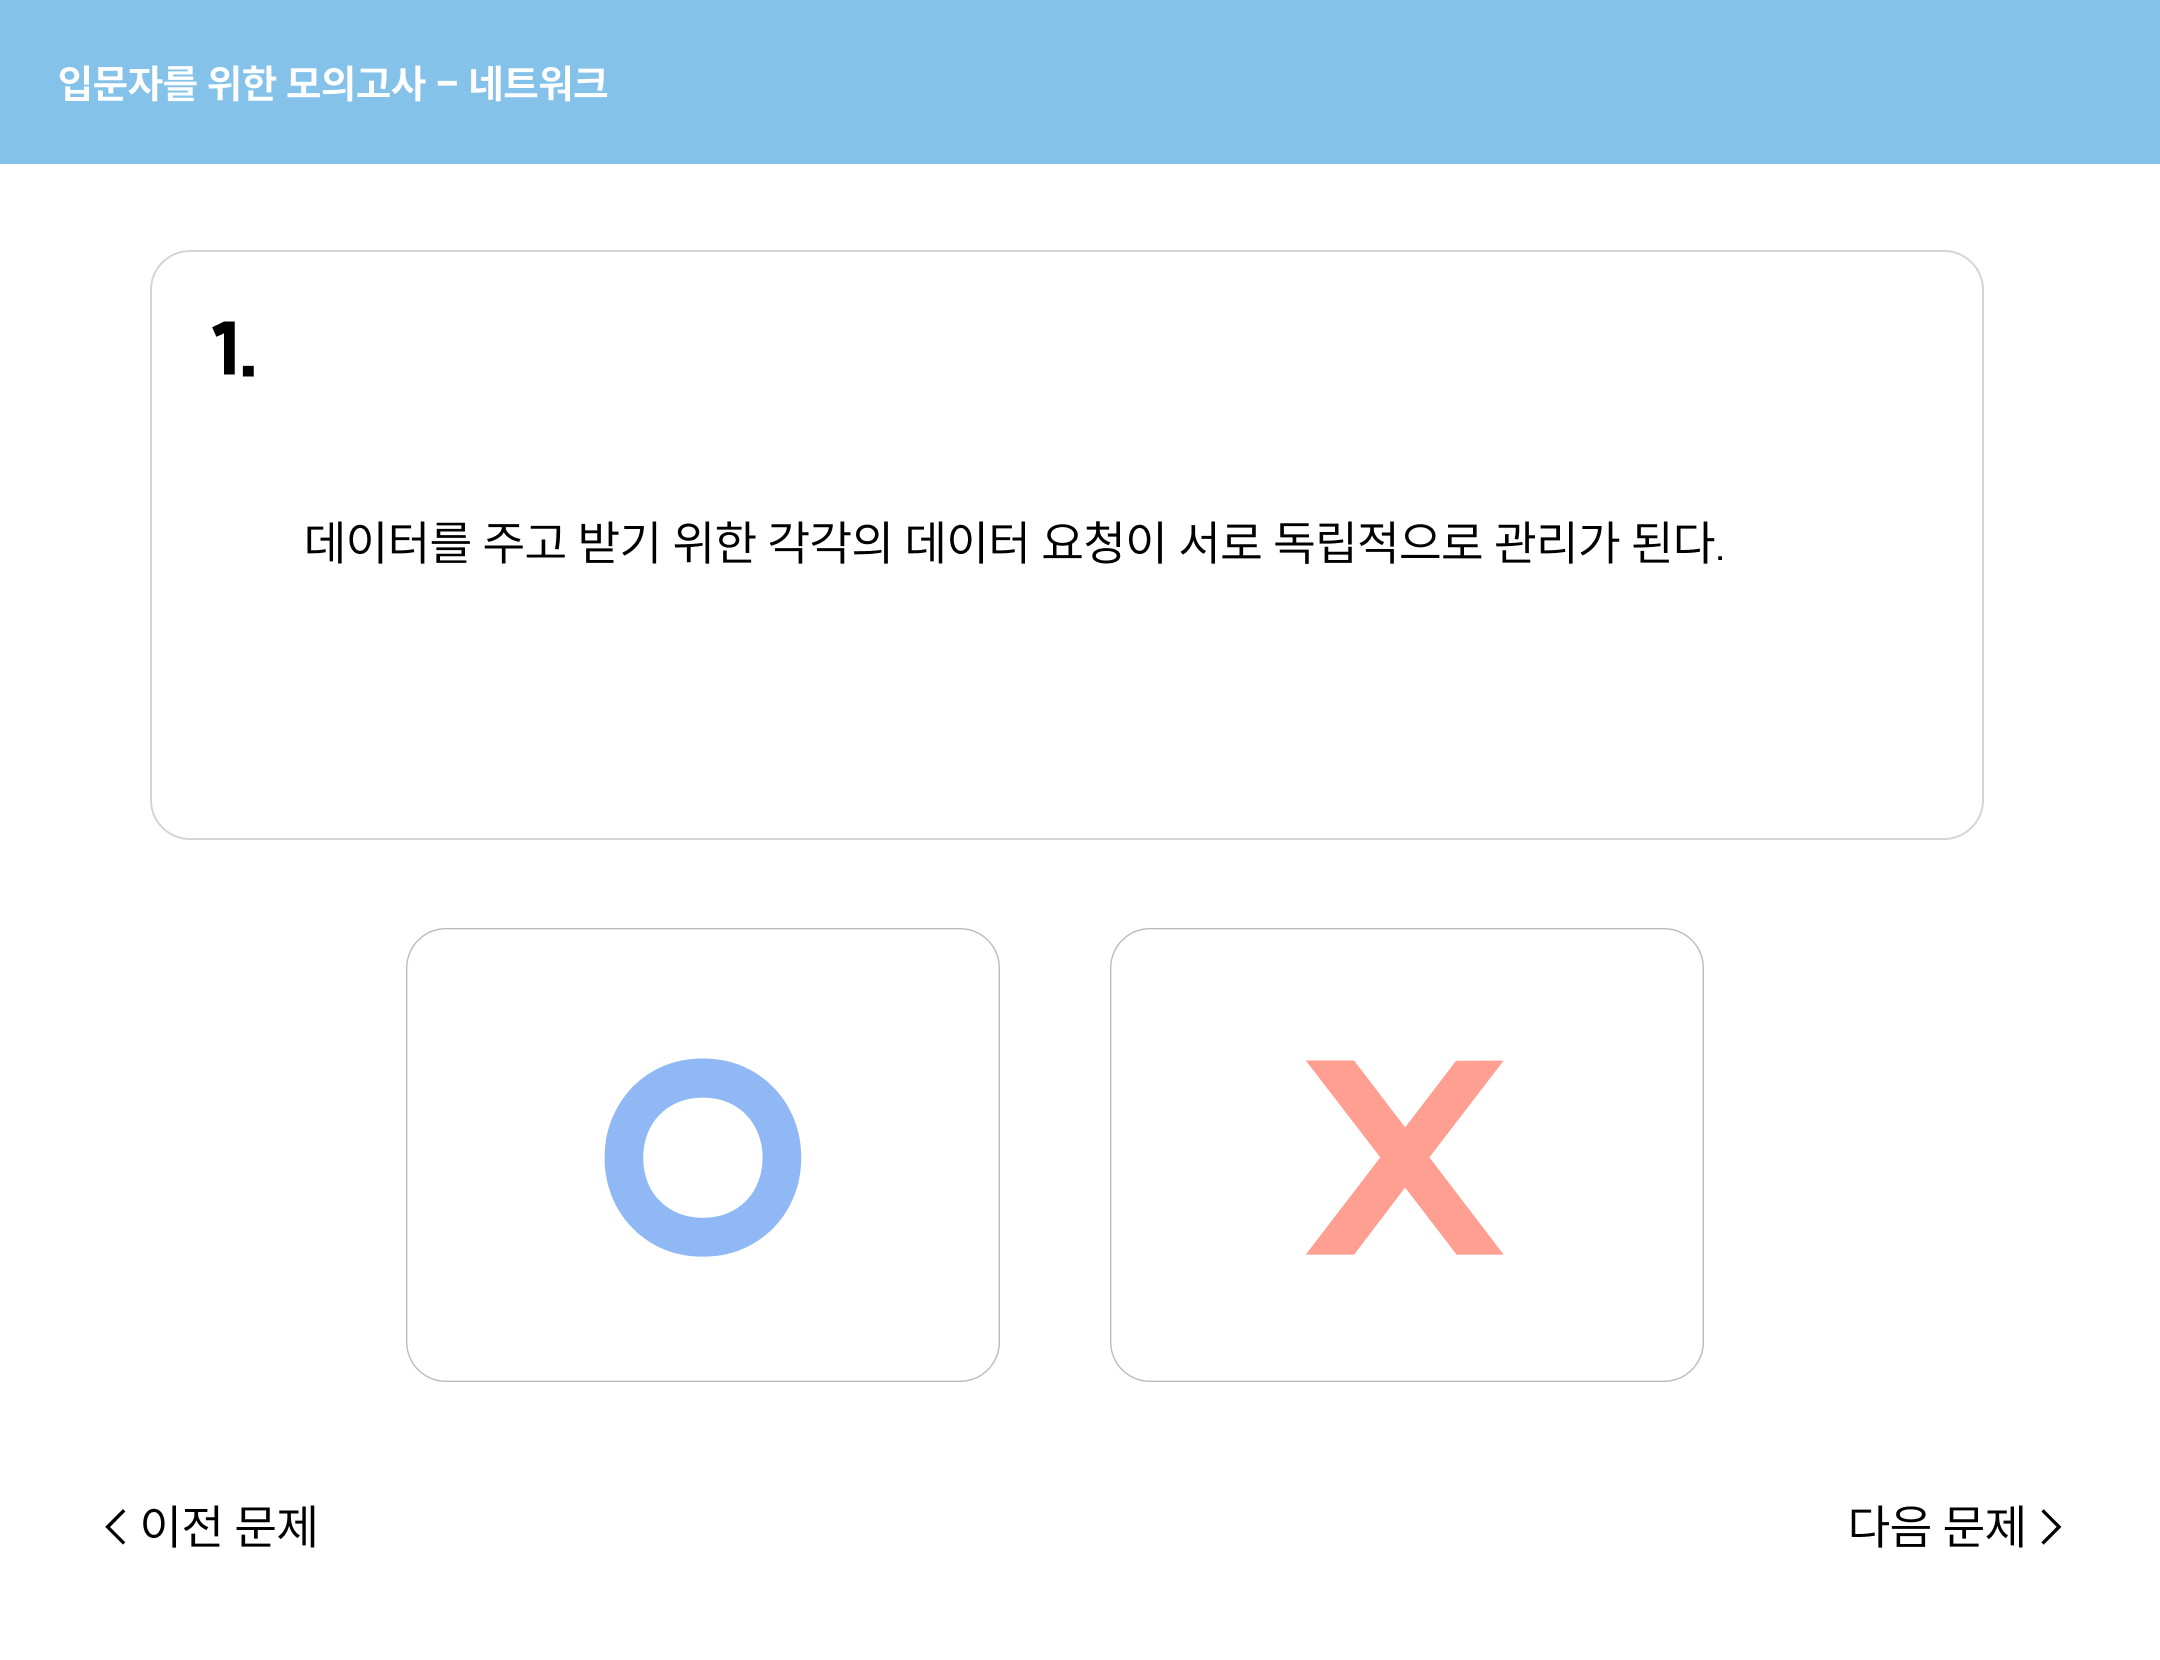 입문자를 위한 모의고사 - 네트워크
1.
데이터를 주고 받기 위한 각각의 데이터 요청이 서로 독립적으로 관리가 된다.
O X
< 이전 문제 다음 문제 >